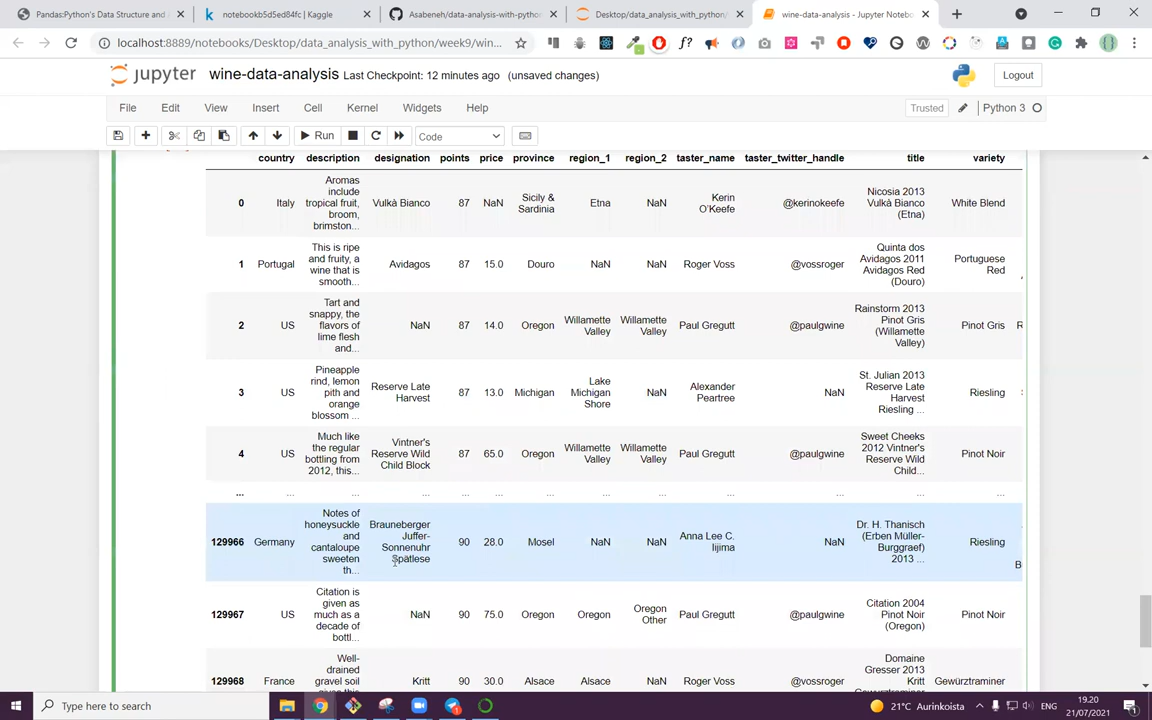 Pandas:Python's Data Structure and
notebookb5d5ed84fc | Kaggle
Asabeneh/data-analysis-with-python
Desktop/data_analysis_with_python/
wine-data-analysis - Jupyter Notebo
localhost:8889/notebooks/Desktop/data_analysis_with_python/week9/win...
jupyter wine-data-analysis Last Checkpoint: 12 minutes ago (unsaved changes)
Logout
File Edit View Insert Cell Kernel Widgets Help
Trusted
Python 3
Run
Code
country description designation points price province region_1 region_2 taster_name taster_twitter_handle title variety
Aromas
include
tropical fruit,
broom,
brimston...
0 Italy Vulkà Bianco 87 NaN Sicily &
Sardinia
Etna NaN Kerin
O'Keefe
@kerinokeefe Nicosia 2013
Vulkà Bianco
(Etna)
White Blend
This is ripe
and fruity, a
wine that is
smooth...
1 Portugal Avidagos 87 15.0 Douro NaN NaN Roger Voss @vossroger
Quinta dos
Avidagos 2011
Avidagos Red
(Douro)
Portuguese
Red
Tart and
snappy, the
flavors of
lime flesh
and...
2 US NaN 87 14.0 Oregon Willamette
Valley
Willamette
Valley
Paul Gregutt @paulgwine
Rainstorm 2013
Pinot Gris
(Willamette
Valley)
Pinot Gris
Pineapple
rind, lemon
pith and
orange
blossom ...
3 US Reserve Late
Harvest
87 13.0 Michigan
Lake
Michigan
Shore
NaN Alexander
Peartree
NaN
St. Julian 2013
Reserve Late
Harvest
Riesling ...
Riesling
Much like
the regular
bottling from
2012, this...
4 US Vintner's
Reserve Wild
Child Block
87 65.0 Oregon Willamette
Valley
Willamette
Valley
Paul Gregutt @paulgwine
Sweet Cheeks
2012 Vintner's
Reserve Wild
Child...
Pinot Noir
... ... ... ... ... ... ... ... ... ... ... ... ...
Notes of
honeysuckle
and
cantaloupe
sweeten
th...
129966 Germany
Brauneberger
Juffer-
Sonnenuhr
Spätlese
90 28.0 Mosel NaN NaN Anna Lee C.
Iijima
NaN
Dr. H. Thanisch
(Erben Müller-
Burggraef)
2013 ...
Riesling
Citation is
given as
much as a
decade of
bottl...
129967 US NaN 90 75.0 Oregon Oregon Oregon
Other
Paul Gregutt @paulgwine
Citation 2004
Pinot Noir
(Oregon)
Pinot Noir
Well-
drained
gravel soil
129968 France Kritt 90 30.0 Alsace Alsace NaN Roger Voss @vossroger
Domaine
Gresser 2013
Kritt
Gewürztraminer
Type here to search
21°C Aurinkoista
ENG
19.20
21/07/2021